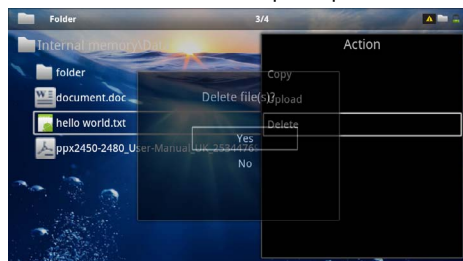 Folder 3/4
Internal memory\Da
Action
folder
Copy
document.doc
Delete file(s)?
Upload
hello world.txt
Delete
Yes
ppx2450-2480_User-Manual_UK_2534476
No